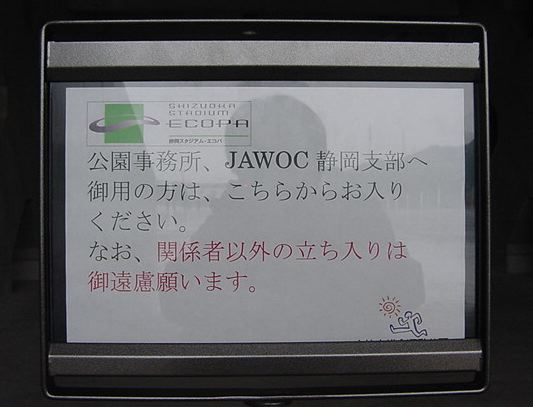 SHIZUOKA
STADIUM
ECOPA
静岡スタジアム・エコパ
公園事務所、JAWOC 静岡支部へ
御用の方は、こちらからお入り
ください。
なお、関係者以外の立ち入りは
御遠慮願います。